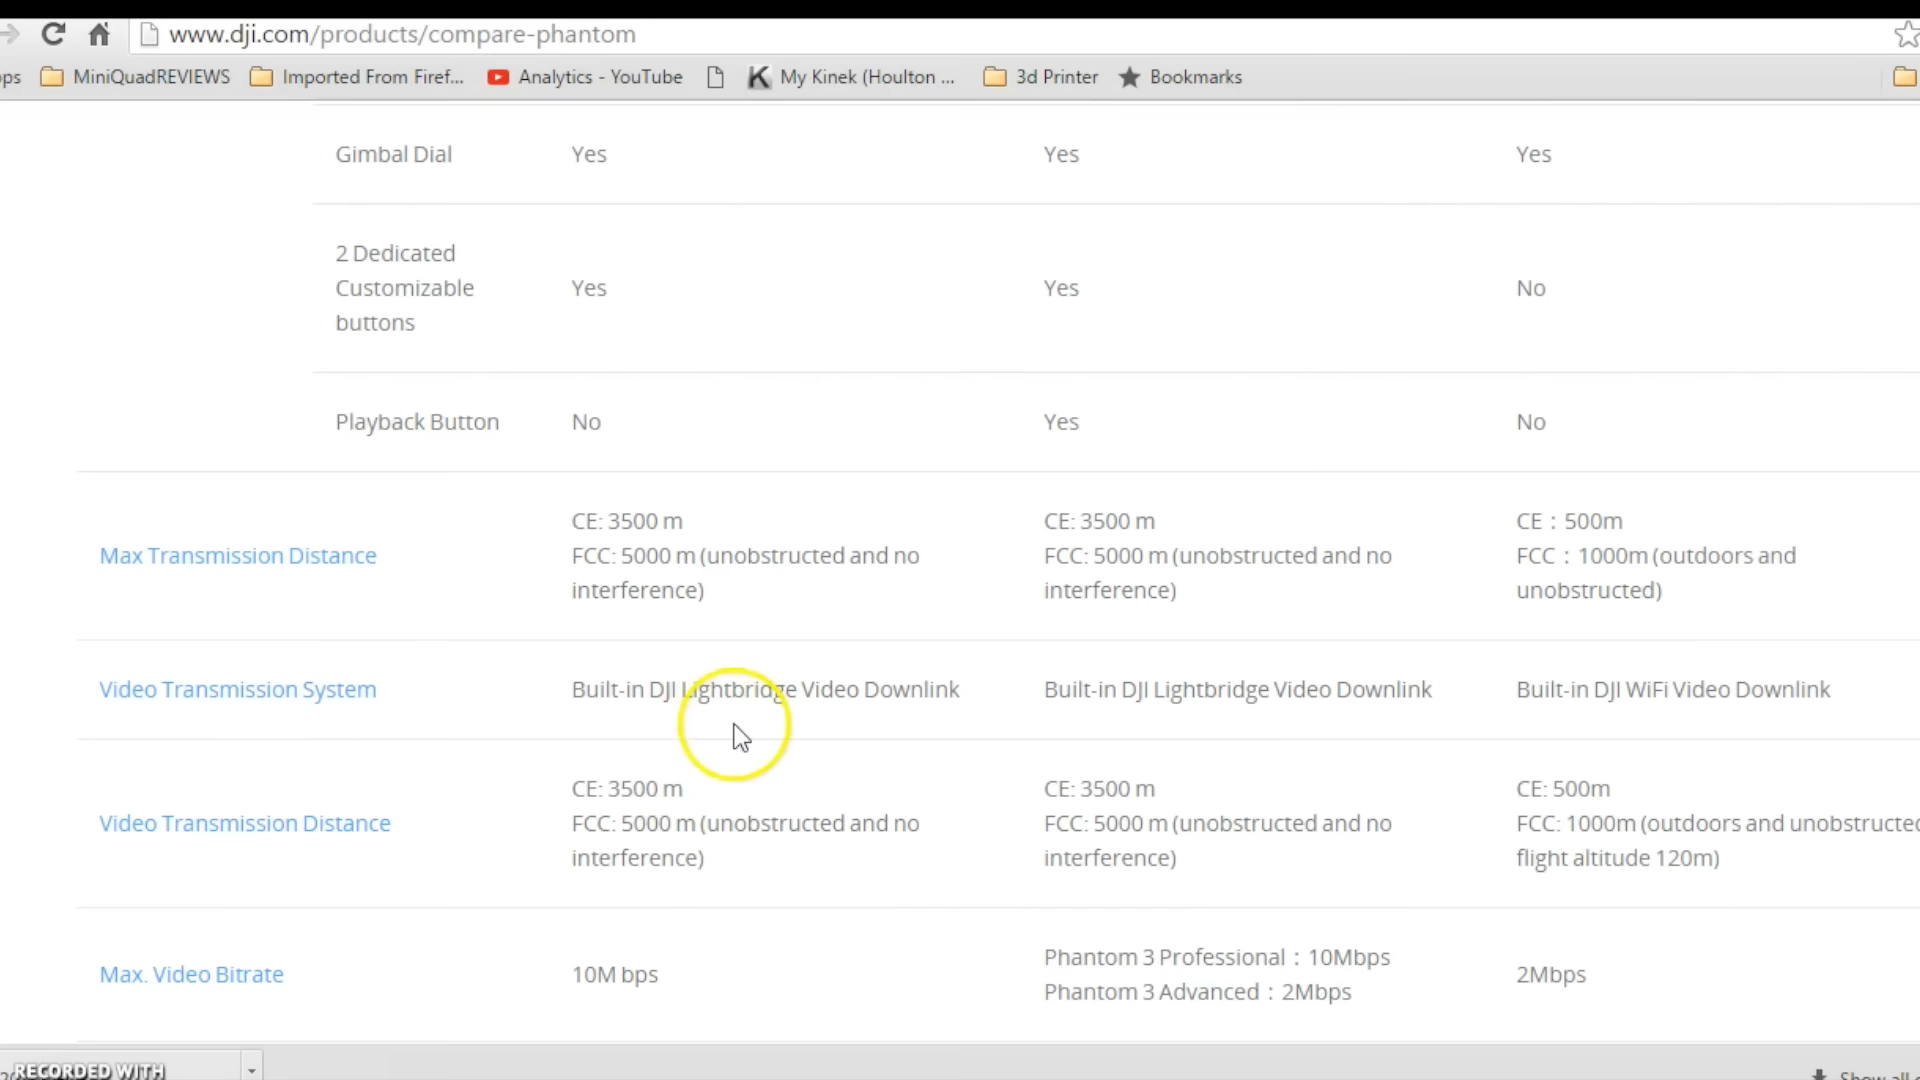 www.dji.com/products/compare-phantom
ps MiniQuadREVIEWS Imported From Firef... Analytics - YouTube My Kinek (Houlton ... 3d Printer Bookmarks
Gimbal Dial Yes Yes Yes
2 Dedicated
Customizable Yes Yes No
buttons
Playback Button No Yes No
CE: 3500 m CE: 3500 m CE : 500m
Max Transmission Distance FCC: 5000 m (unobstructed and no FCC: 5000 m (unobstructed and no FCC : 1000m (outdoors and
interference) interference) unobstructed)
Video Transmission System Built-in DJI Lightbridge Video Downlink Built-in DJI Lightbridge Video Downlink Built-in DJI WiFi Video Downlink
CE: 3500 m CE: 3500 m CE: 500m
Video Transmission Distance FCC: 5000 m (unobstructed and no FCC: 5000 m (unobstructed and no FCC: 1000m (outdoors and unobstructed
interference) interference) flight altitude 120m)
Phantom 3 Professional : 10Mbps
Max. Video Bitrate 10M bps 2Mbps
Phantom 3 Advanced : 2Mbps
RECORDED WITH Show all